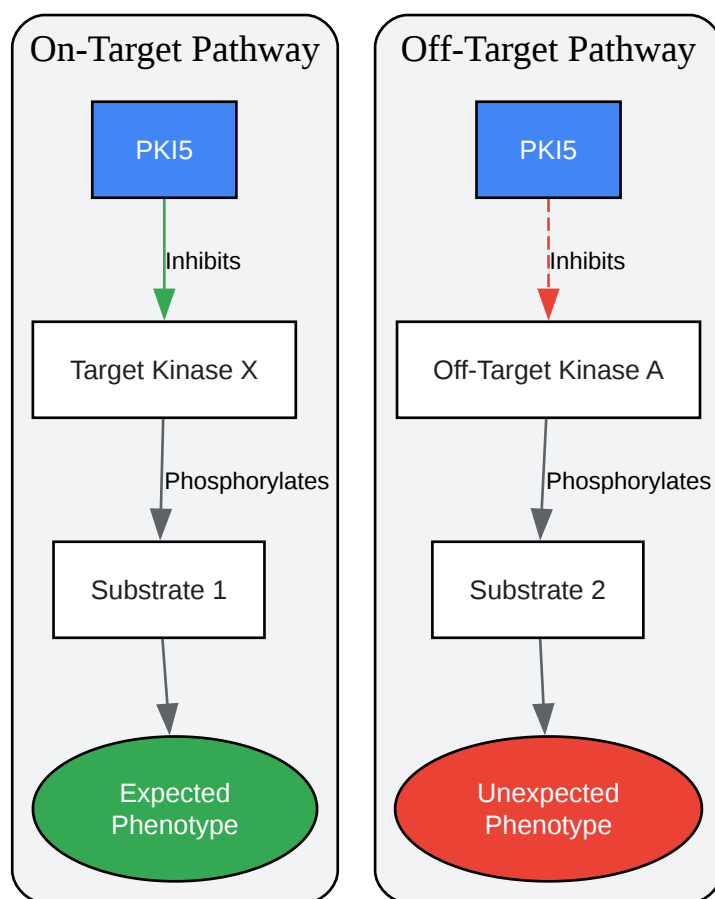 On-Target Pathway
PKI5
Inhibits
Target Kinase X
Phosphorylates
Substrate 1
Expected
Phenotype
Off-Target Pathway
PKI5
Inhibits
Off-Target Kinase A
Phosphorylates
Substrate 2
Unexpected
Phenotype